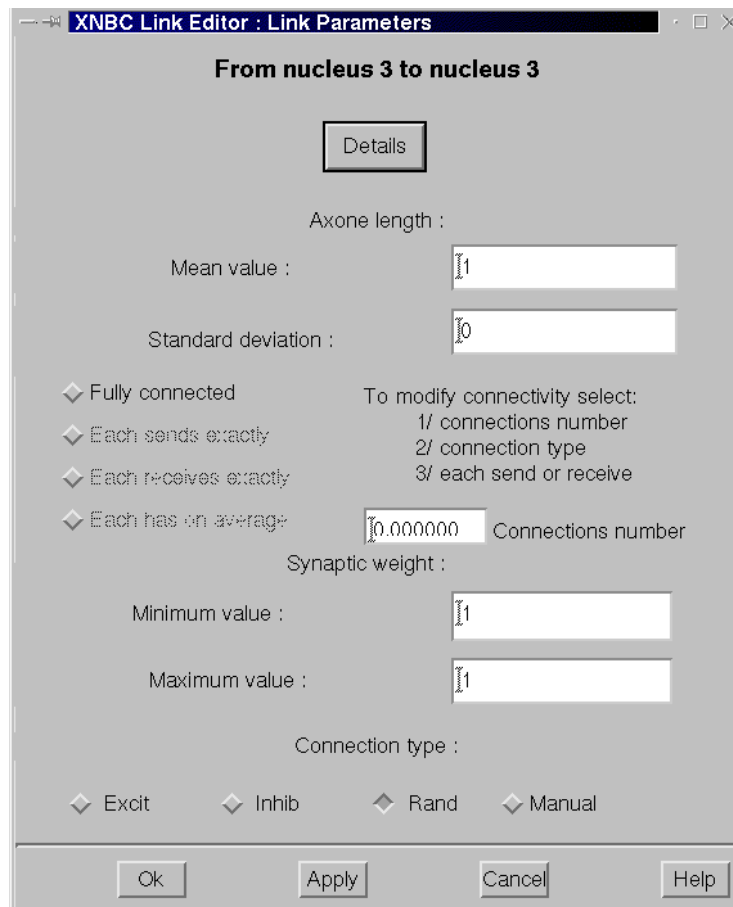 XNBC Link Editor : Link Parameters
From nucleus 3 to nucleus 3
Details
Axone length :
Mean value :
1
Standard deviation :
0
Fully connected
Each sends exactly
Each receives exactly
Each has on average
To modify connectivity select:
1/ connections number
2/ connection type
3/ each send or receive
0.000000 Connections number
Synaptic weight :
Minimum value :
1
Maximum value :
1
Connection type :
Excit Inhib Rand Manual
Ok Apply Cancel Help